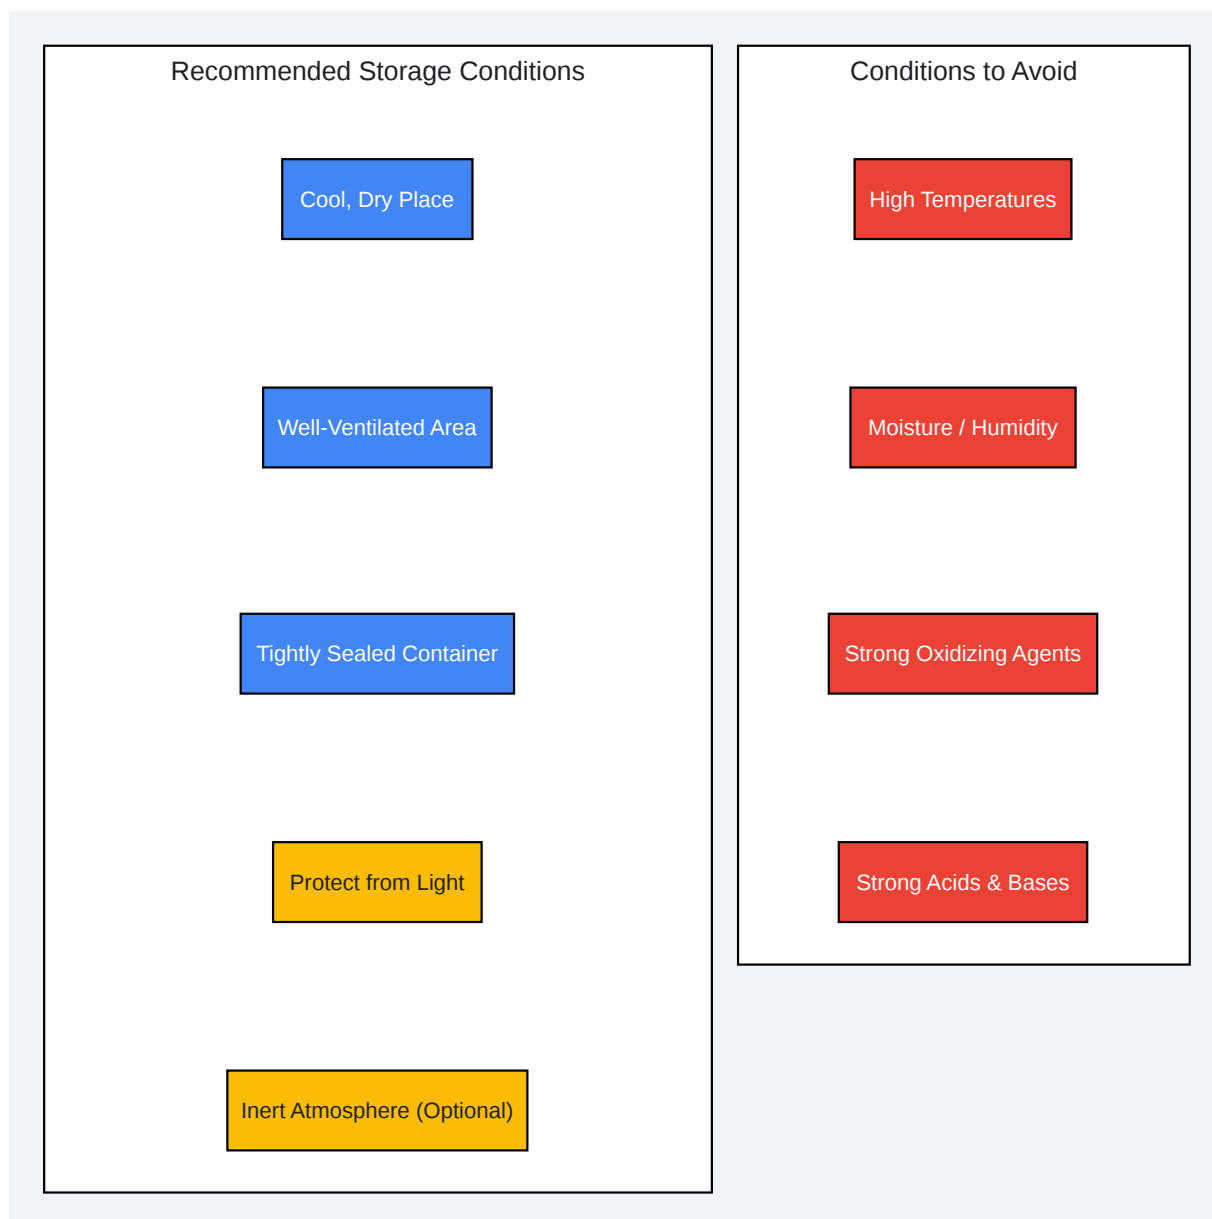 Recommended Storage Conditions
Cool, Dry Place
Well-Ventilated Area
Tightly Sealed Container
Protect from Light
Inert Atmosphere (Optional)
Conditions to Avoid
High Temperatures
Moisture / Humidity
Strong Oxidizing Agents
Strong Acids & Bases